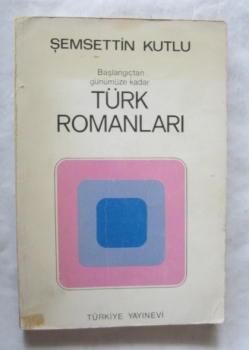 ŞEMSETTİN KUTLU
Başlangıçtan
günümüze kadar
TÜRK
ROMANLARI
TÜRKİYE YAYINEVİ